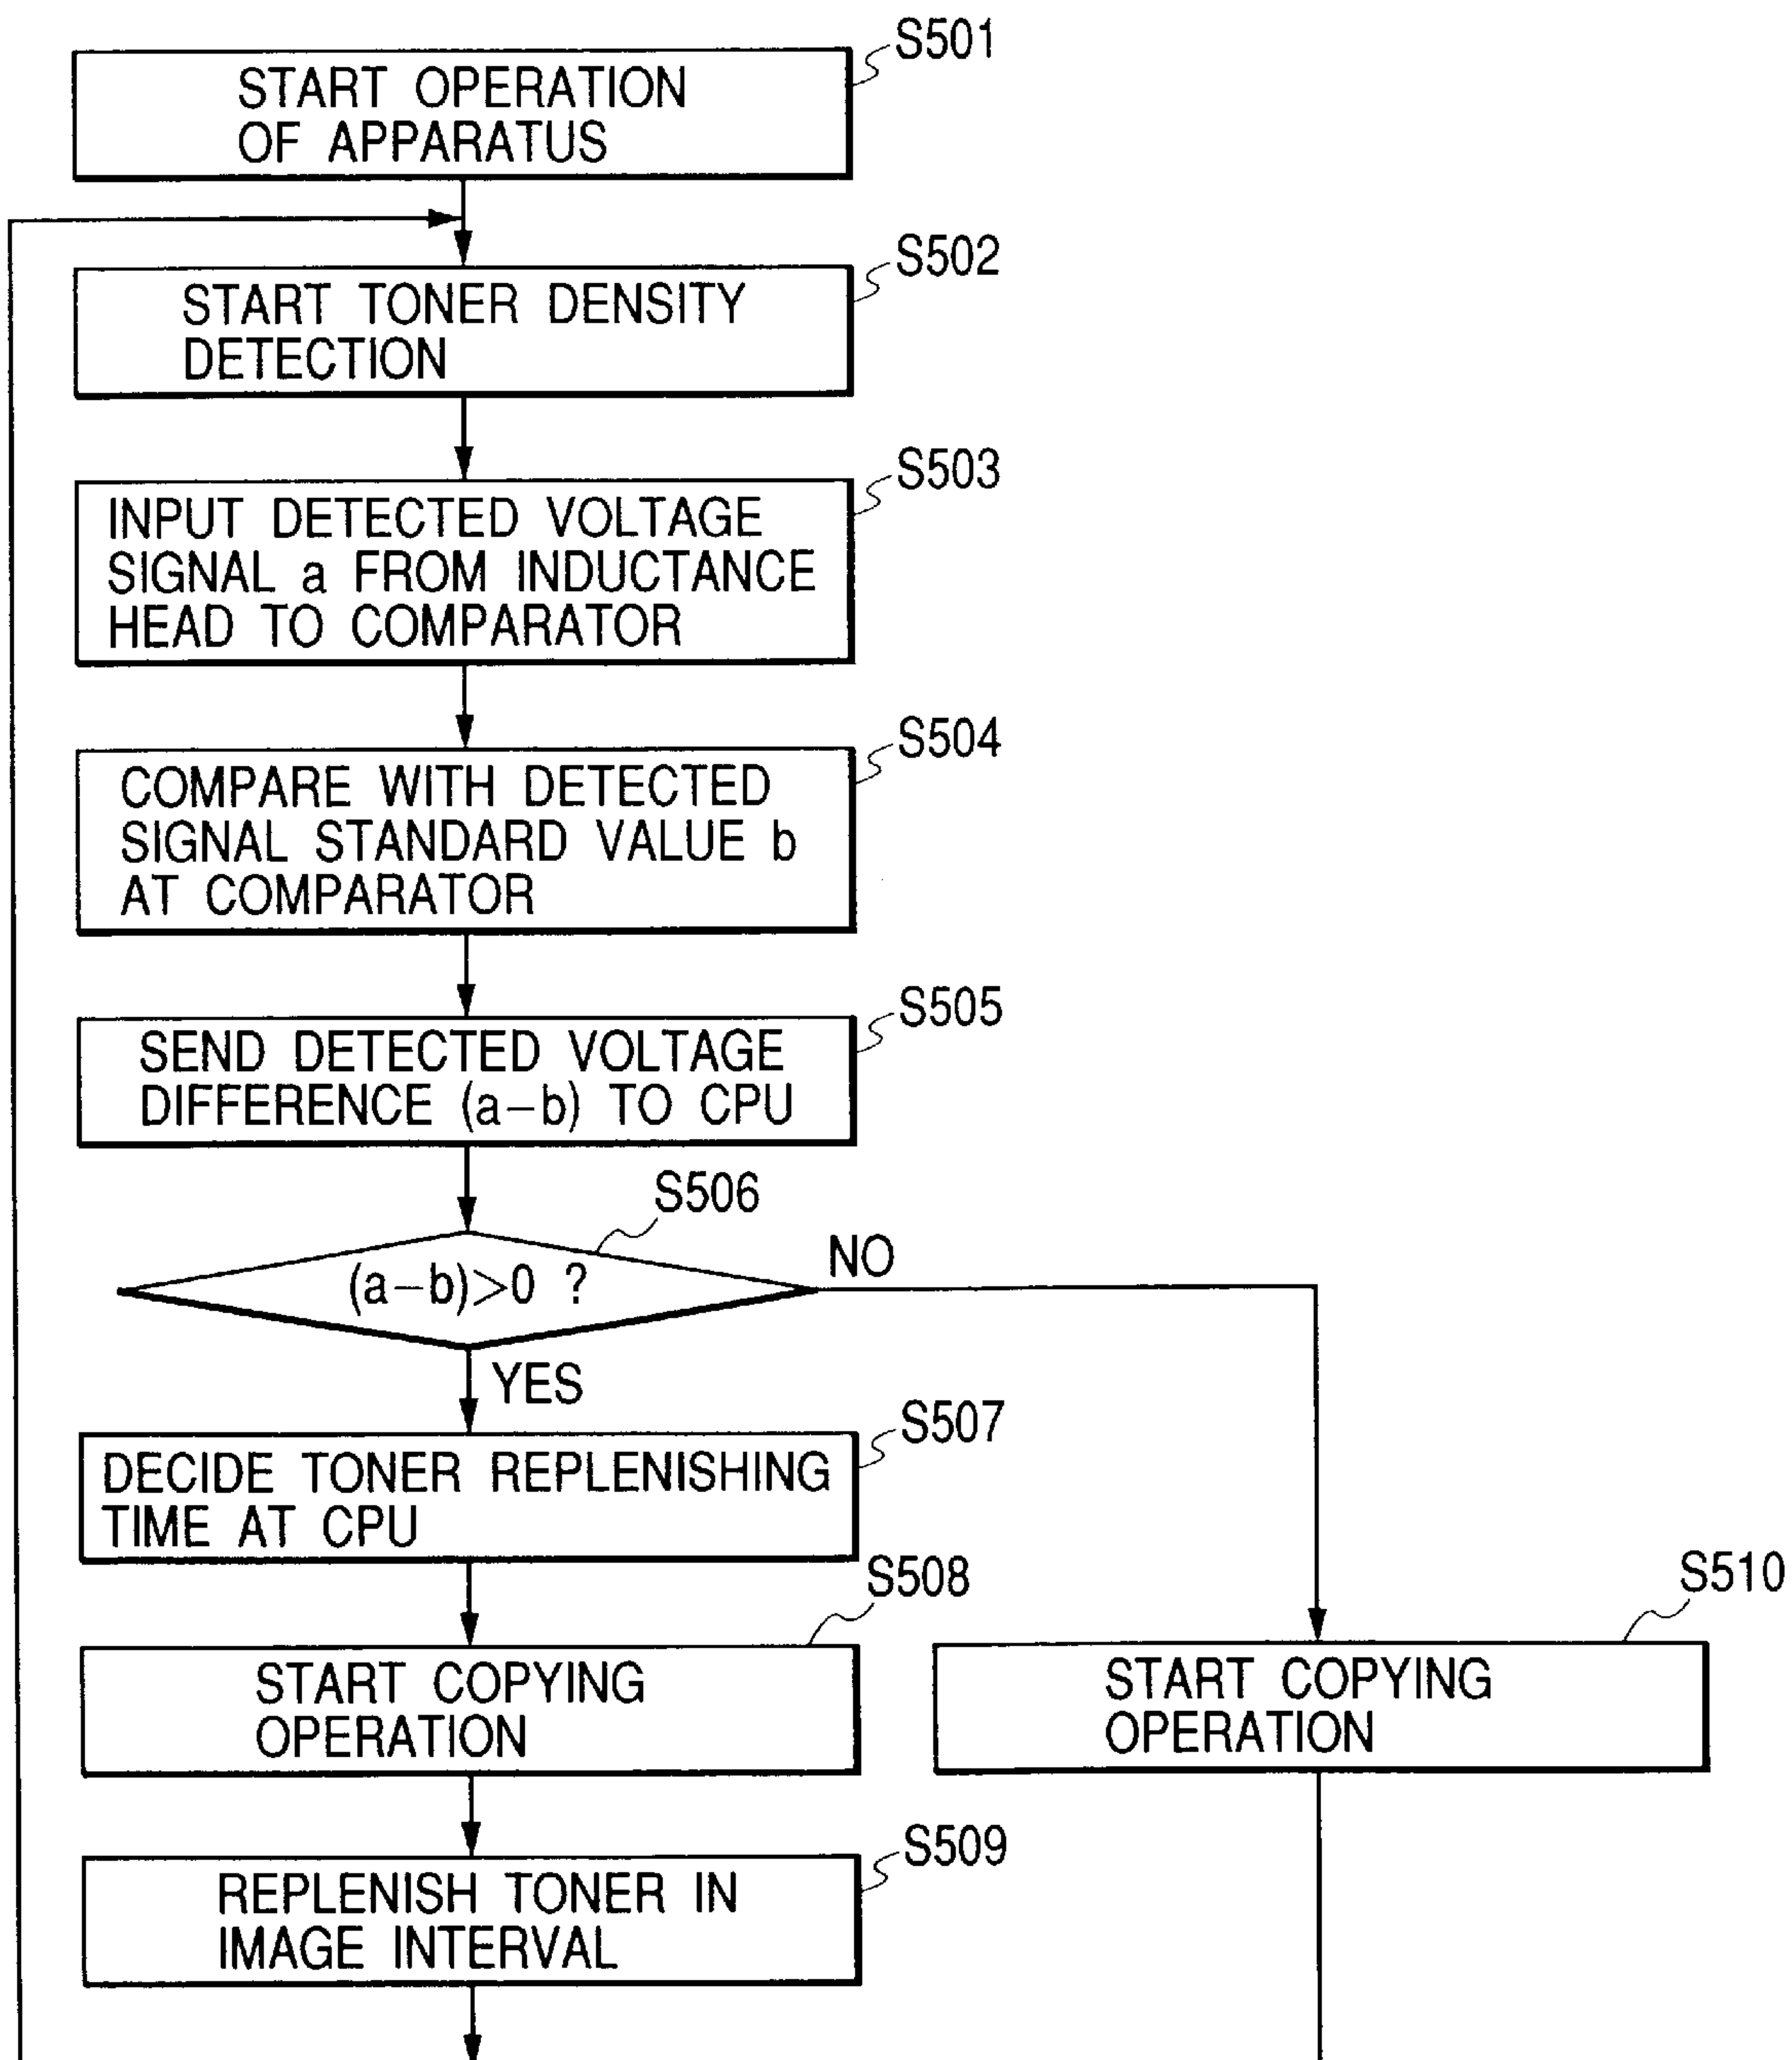 S501
START OPERATION
OF APPARATUS
S502
START TONER DENSITY
DETECTION
S503
INPUT DETECTED VOLTAGE
SIGNAL a FROM INDUCTANCE
HEAD TO COMPARATOR
S504
COMPARE WITH DETECTED
SIGNAL STANDARD VALUE b
AT COMPARATOR
S505
SEND DETECTED VOLTAGE
DIFFERENCE (a-b) TO CPU
S506
(a-b)>0 ?
NO
YES
S507
DECIDE TONER REPLENISHING
TIME AT CPU
S508
START COPYING
OPERATION
S510
START COPYING
OPERATION
S509
REPLENISH TONER IN
IMAGE INTERVAL